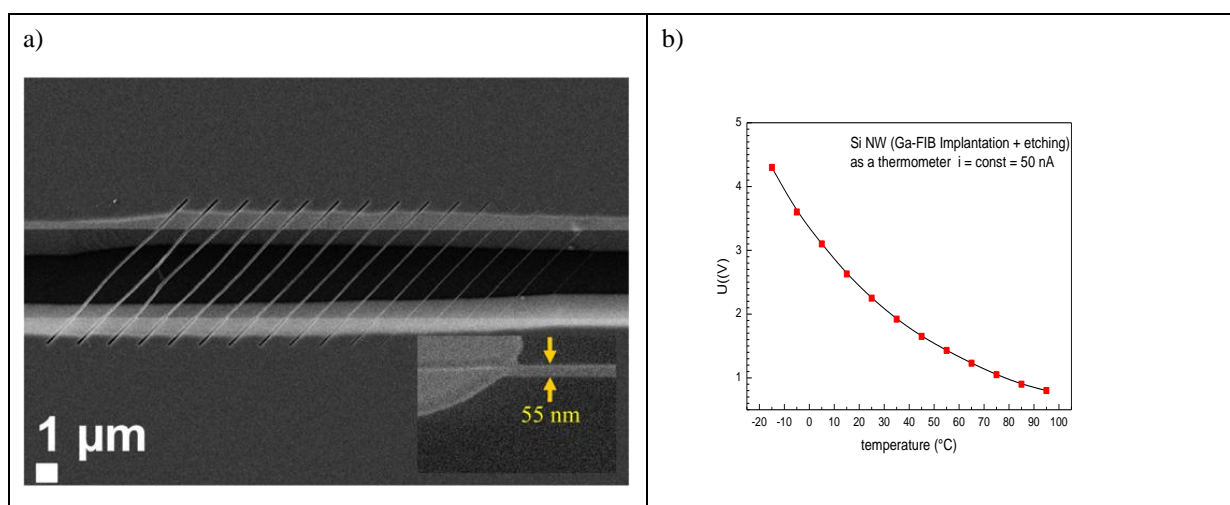 a)
1 µm
55 nm
b)
Si NW (Ga-FIB Implantation + etching)
as a thermometer  i = const = 50 nA
5
4
3
2
1
U((V)
-20 -10 0 10 20 30 40 50 60 70 80 90 100
temperature (°C)